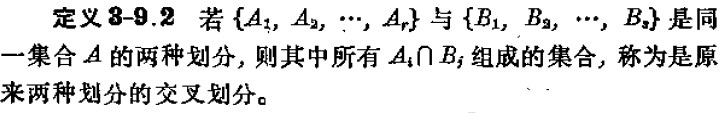 定义3-9.2 若{A₁, A₂, …, Aᵣ}与{B₁, B₂, …, Bₛ}是同
一集合A的两种划分, 则其中所有Aᵢ∩Bⱼ组成的集合, 称为是原
来两种划分的交叉划分。